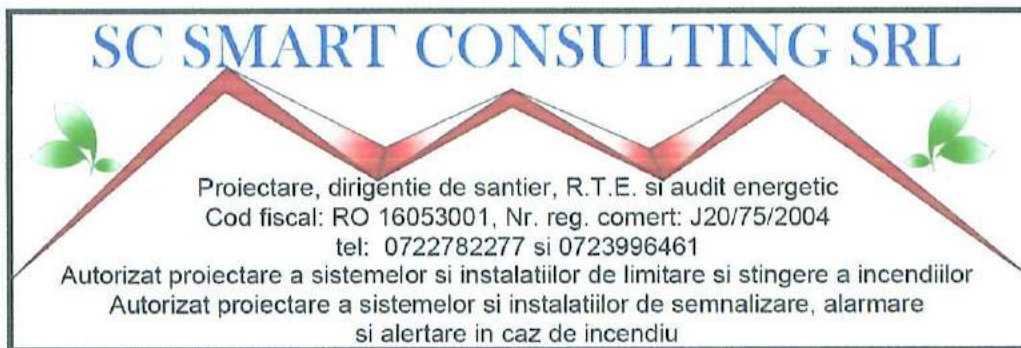 SC SMART CONSULTING SRL
Proiectare, dirigentie de santier, R.T.E. si audit energetic
Cod fiscal: RO 16053001, Nr. reg. comert: J20/75/2004
tel: 0722782277 si 0723996461
Autorizat proiectare a sistemelor si instalatiilor de limitare si stingere a incendiilor
Autorizat proiectare a sistemelor si instalatiilor de semnalizare, alarmare
si alertare in caz de incendiu